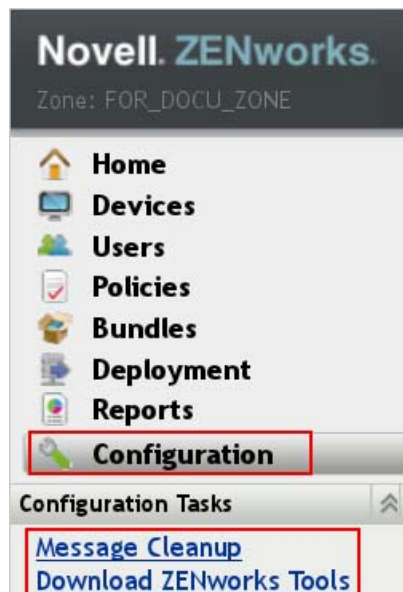 Novell. ZENworks.
Zone: FOR_DOCU_ZONE
Home
Devices
Users
Policies
Bundles
Deployment
Reports
Configuration
Configuration Tasks
Message Cleanup
Download ZENworks Tools